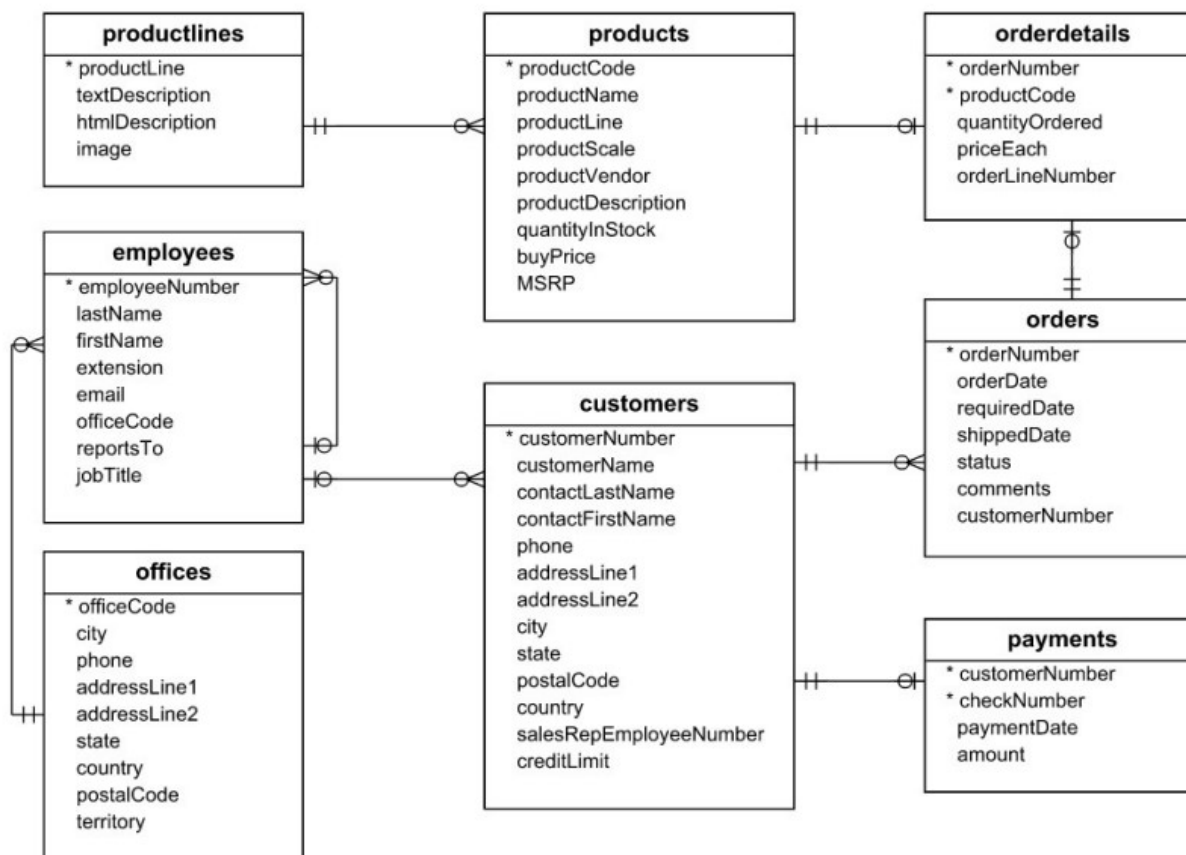 productlines
* productLine
textDescription
htmlDescription
image
products
* productCode
productName
productLine
productScale
productVendor
productDescription
quantityInStock
buyPrice
MSRP
orderdetails
* orderNumber
* productCode
quantityOrdered
priceEach
orderLineNumber
employees
* employeeNumber
lastName
firstName
extension
email
officeCode
reportsTo
jobTitle
customers
* customerNumber
customerName
contactLastName
contactFirstName
phone
addressLine1
addressLine2
city
state
postalCode
country
salesRepEmployeeNumber
creditLimit
orders
* orderNumber
orderDate
requiredDate
shippedDate
status
comments
customerNumber
offices
* officeCode
city
phone
addressLine1
addressLine2
state
country
postalCode
territory
payments
* customerNumber
* checkNumber
paymentDate
amount